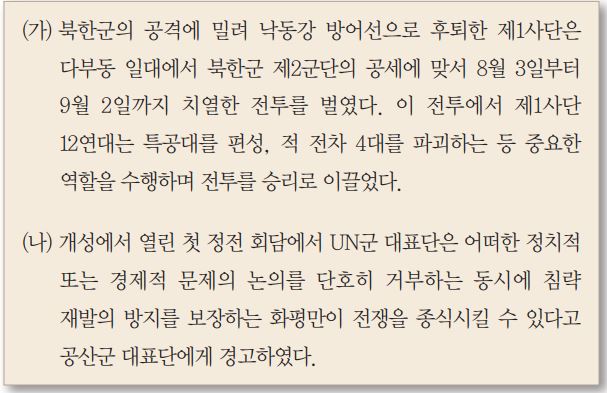 (가) 북한군의 공격에 밀려 낙동강 방어선으로 후퇴한 제1사단은
다부동 일대에서 북한군 제2군단의 공세에 맞서 8월 3일부터
9월 2일까지 치열한 전투를 벌였다. 이 전투에서 제1사단
12연대는 특공대를 편성, 적 전차 4대를 파괴하는 등 중요한
역할을 수행하며 전투를 승리로 이끌었다.
(나) 개성에서 열린 첫 정전 회담에서 UN군 대표단은 어떠한 정치적
또는 경제적 문제의 논의를 단호히 거부하는 동시에 침략
재발의 방지를 보장하는 화평만이 전쟁을 종식시킬 수 있다고
공산군 대표단에게 경고하였다.